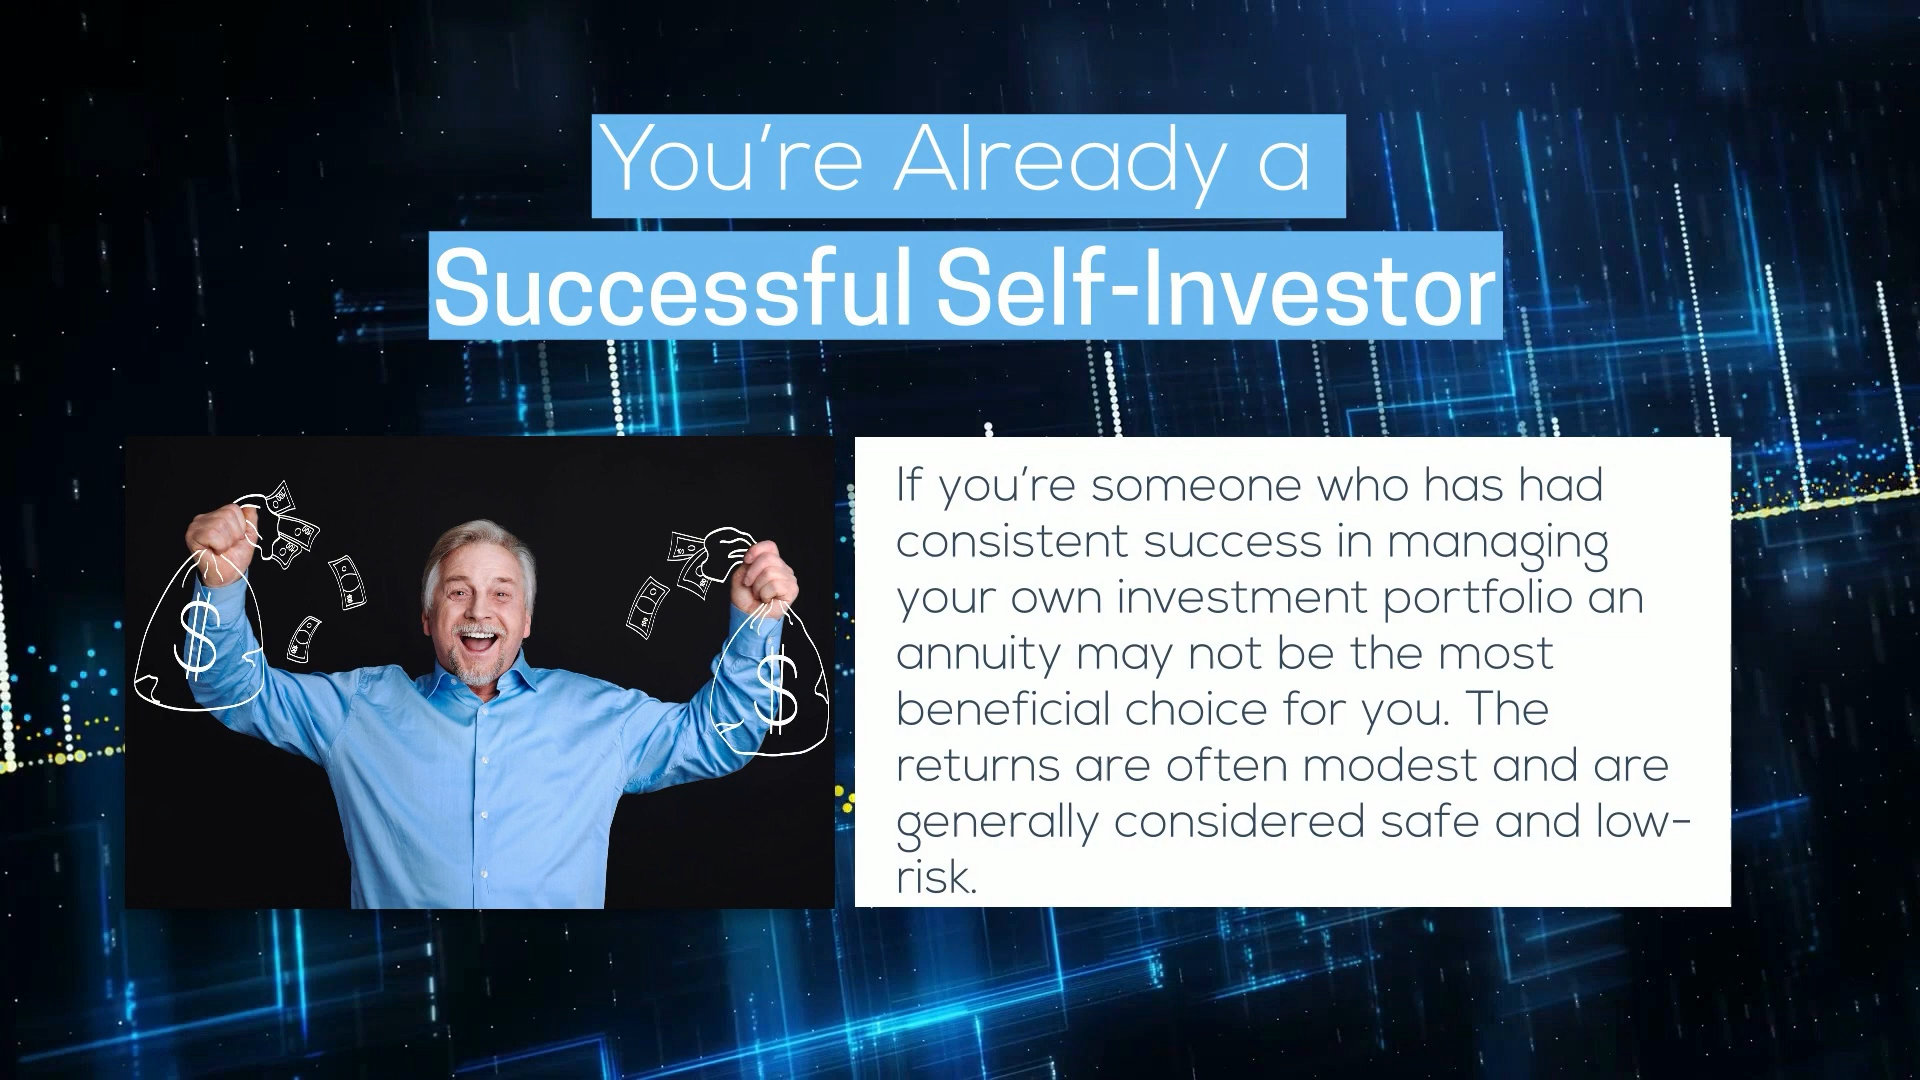 You’re Already a
Successful Self-Investor
If you’re someone who has had
consistent success in managing
your own investment portfolio an
annuity may not be the most
beneficial choice for you. The
returns are often modest and are
generally considered safe and low-
risk.
$
$